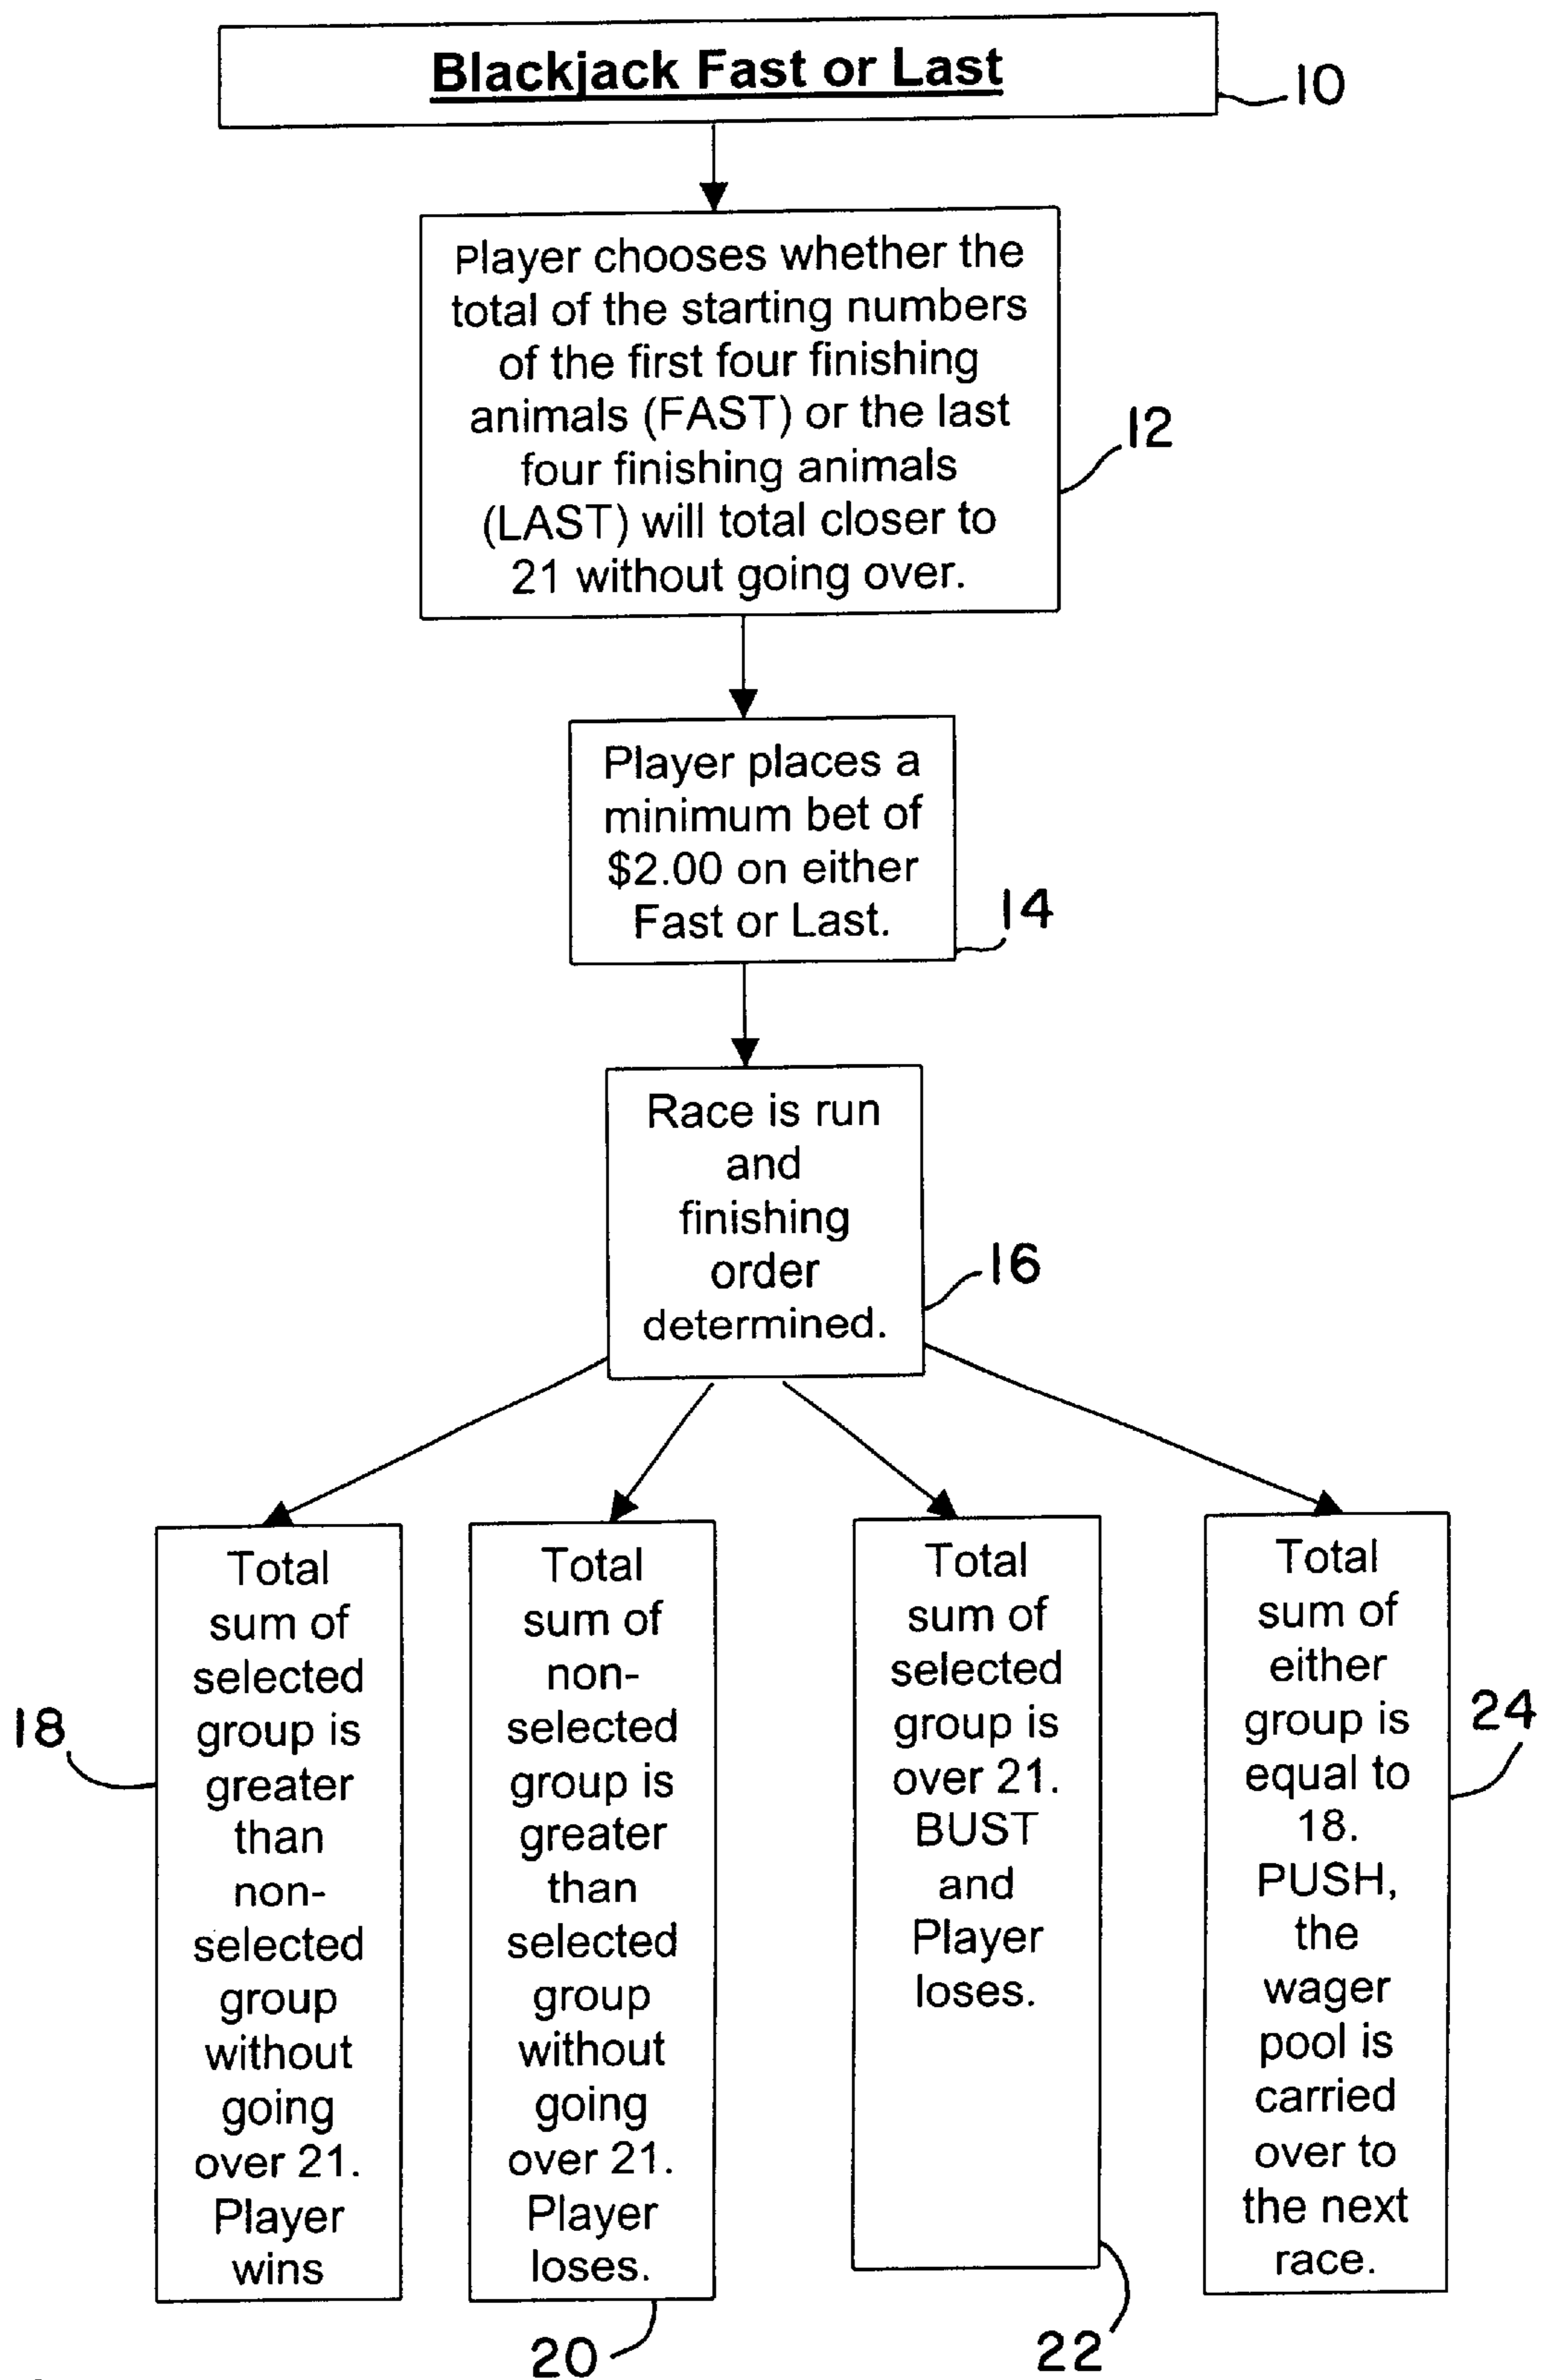 Blackjack Fast or Last
10
Player chooses whether the
total of the starting numbers
of the first four finishing
animals (FAST) or the last
four finishing animals
(LAST) will total closer to
21 without going over.
12
Player places a
minimum bet of
$2.00 on either
Fast or Last.
14
Race is run
and
finishing
order
determined.
16
Total
sum of
selected
group is
greater
than
non-
selected
group
without
going
over 21.
Player
wins
18
Total
sum of
non-
selected
group is
greater
than
selected
group
without
going
over 21.
Player
loses.
20
Total
sum of
selected
group is
over 21.
BUST
and
Player
loses.
22
Total
sum of
either
group is
equal to
18.
PUSH,
the
wager
pool is
carried
over to
the next
race.
24